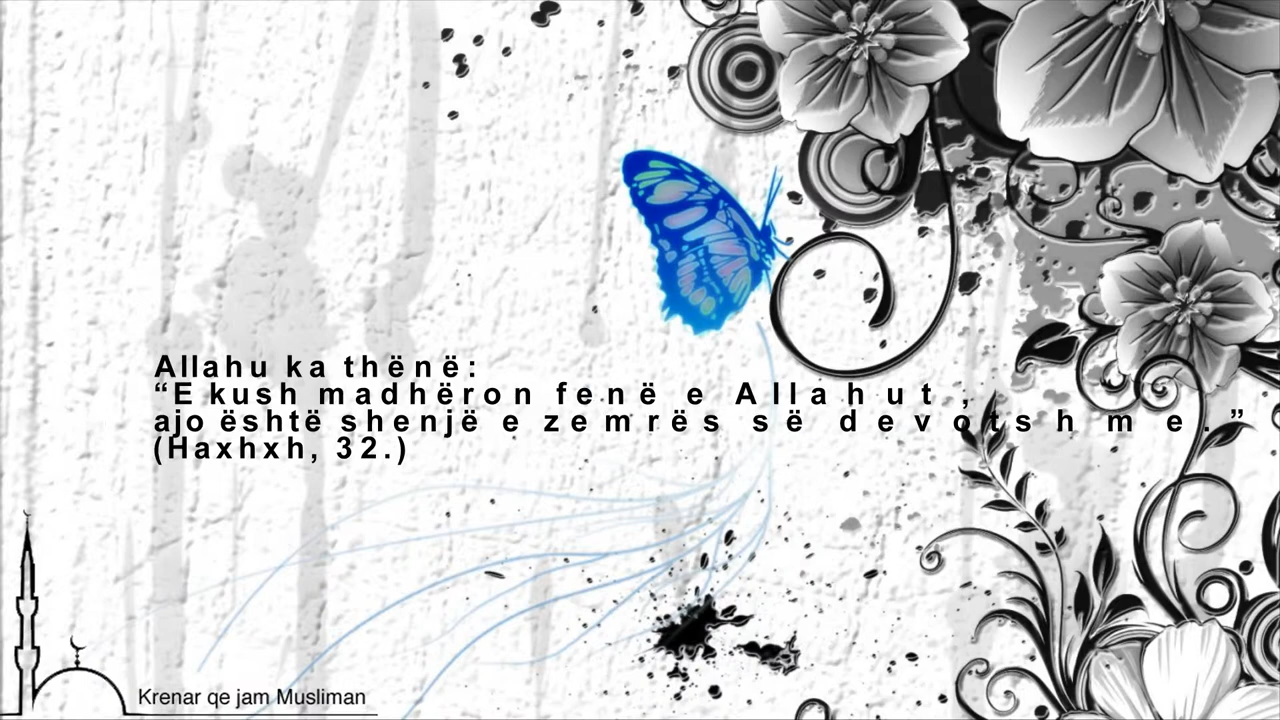 Allahu ka thënë:
“E kush madhëron fenë e Allahut ,
ajo është shenjë e zemrës së devotshme.”
(Haxhxh, 32.)
Krenar qe jam Musliman